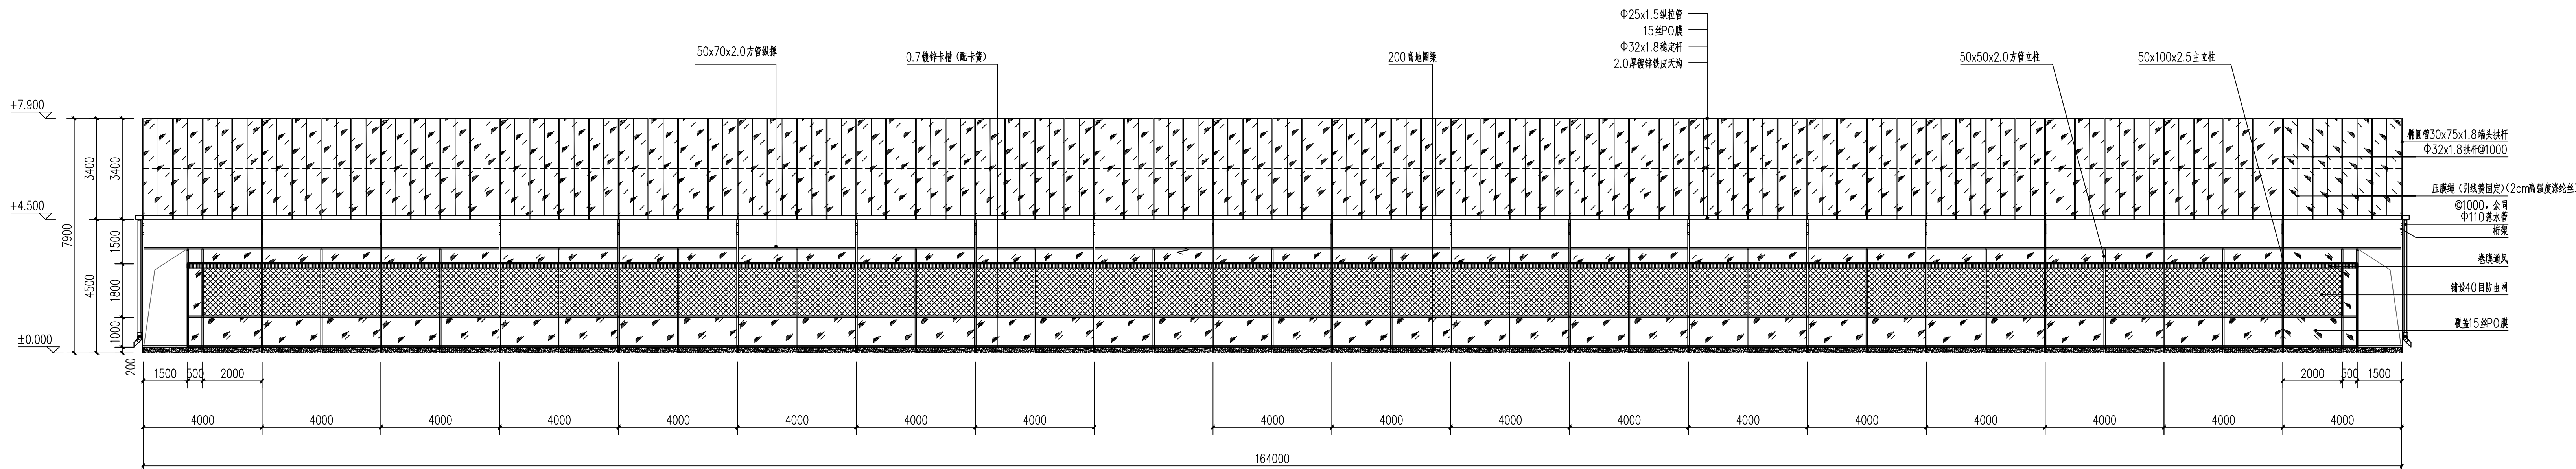 Φ25x1.5纵拉管
15丝PO膜
Φ32x1.8稳定杆
2.0厚镀锌铁皮天沟
50x70x2.0方管纵撑
0.7镀锌卡槽（配卡簧）
200高地圈梁
50x50x2.0方管立柱
50x100x2.5主立柱
+7.900
+4.500
±0.000
7900
3400
4500
3400
1500
1800
1000
200
椭圆管30x75x1.8端头拱杆
Φ32x1.8拱杆@1000
压膜绳（引线簧固定）（2cm高强度涤纶丝
@1000，余同
Φ110落水管
桁架
卷膜通风
铺设40目防虫网
覆盖15丝PO膜
1500 500 2000
2000 500 1500
4000 4000 4000 4000 4000 4000 4000 4000
4000 4000 4000 4000 4000 4000 4000 4000 4000 4000
164000